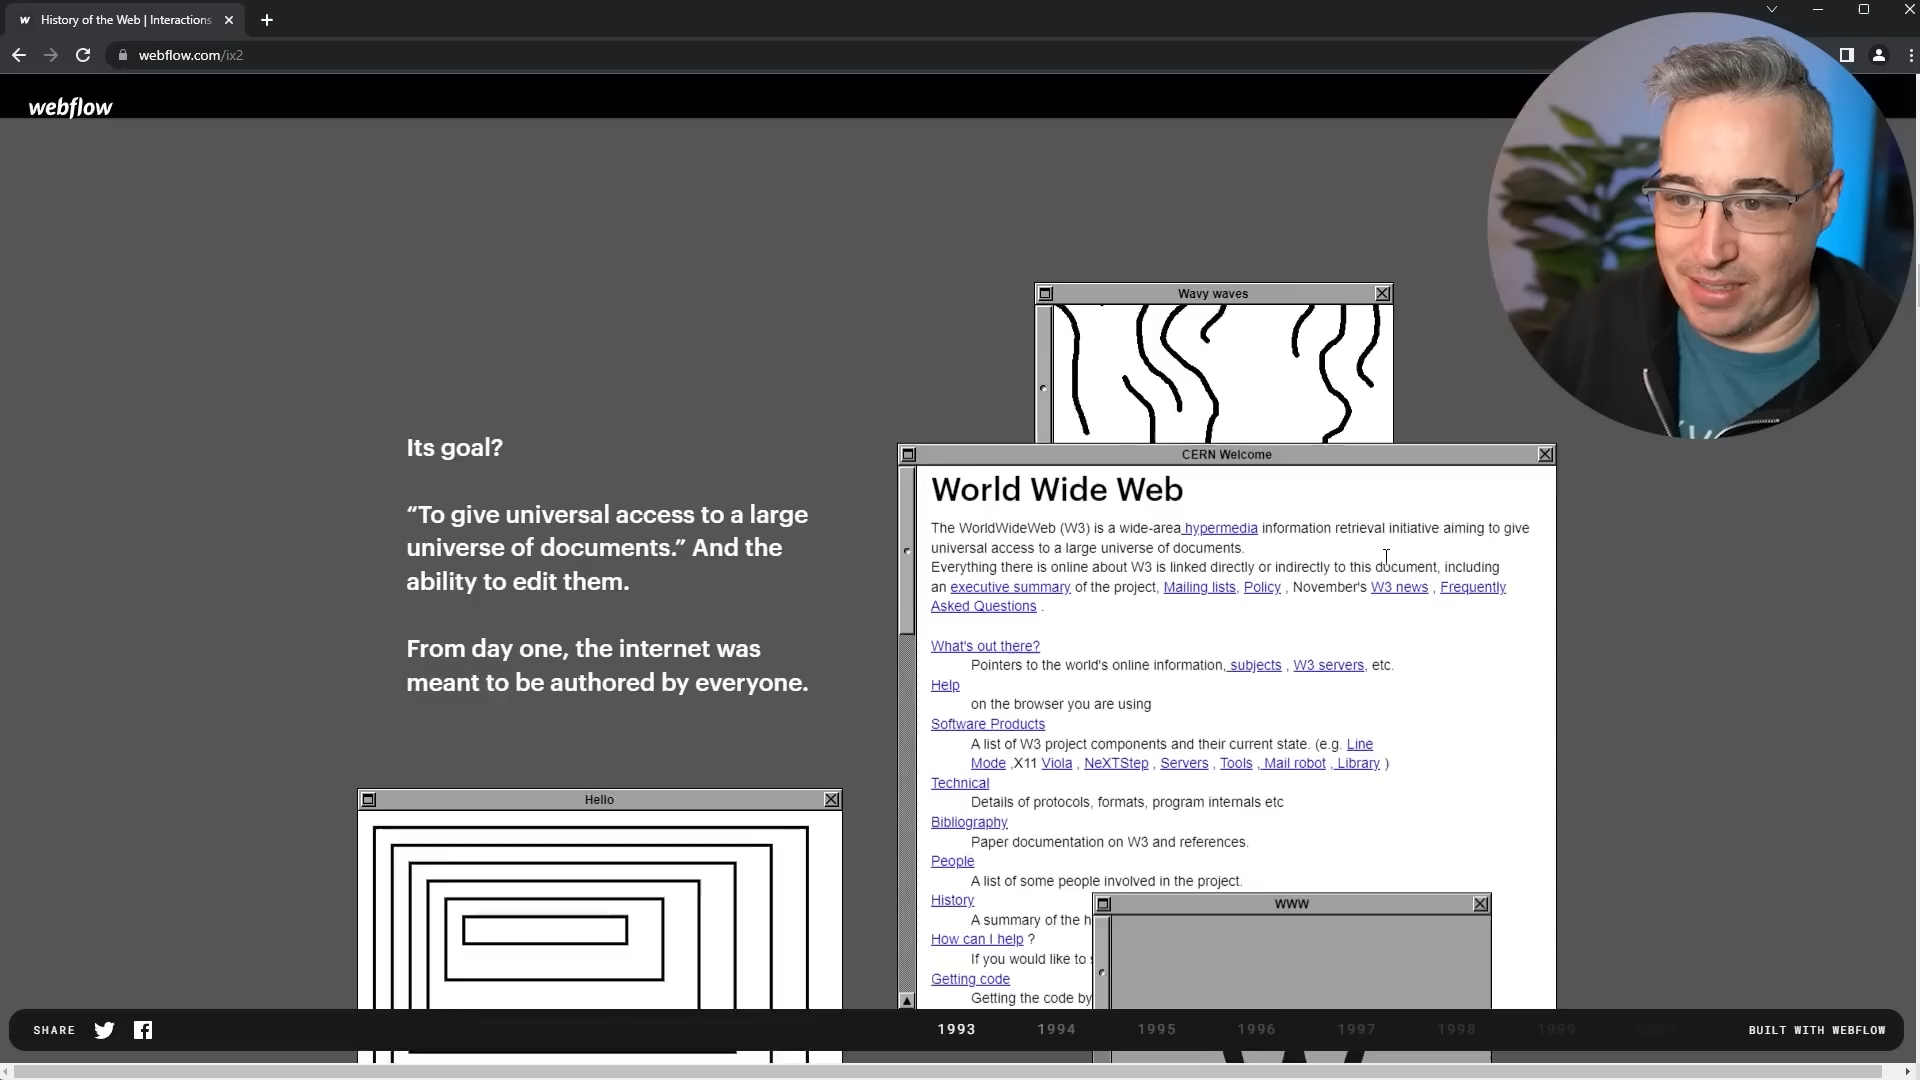 History of the Web | Interactions
webflow.com/ix2
webflow
Wavy waves
Its goal?
“To give universal access to a large
universe of documents.” And the
ability to edit them.
From day one, the internet was
meant to be authored by everyone.
CERN Welcome
World Wide Web
The WorldWideWeb (W3) is a wide-area hypermedia information retrieval initiative aiming to give
universal access to a large universe of documents.
Everything there is online about W3 is linked directly or indirectly to this document, including
an executive summary of the project, Mailing lists, Policy , November's W3 news , Frequently
Asked Questions .
What's out there?
Pointers to the world's online information, subjects , W3 servers, etc.
Help
on the browser you are using
Software Products
A list of W3 project components and their current state. (e.g. Line
Mode ,X11 Viola , NeXTStep , Servers , Tools , Mail robot , Library )
Technical
Details of protocols, formats, program internals etc
Bibliography
Paper documentation on W3 and references.
People
A list of some people involved in the project.
History
A summary of the h
How can I help ?
If you would like to
Getting code
Getting the code by
Hello
WWW
SHARE
1993 1994 1995 1996 1997 1998 1999
BUILT WITH WEBFLOW